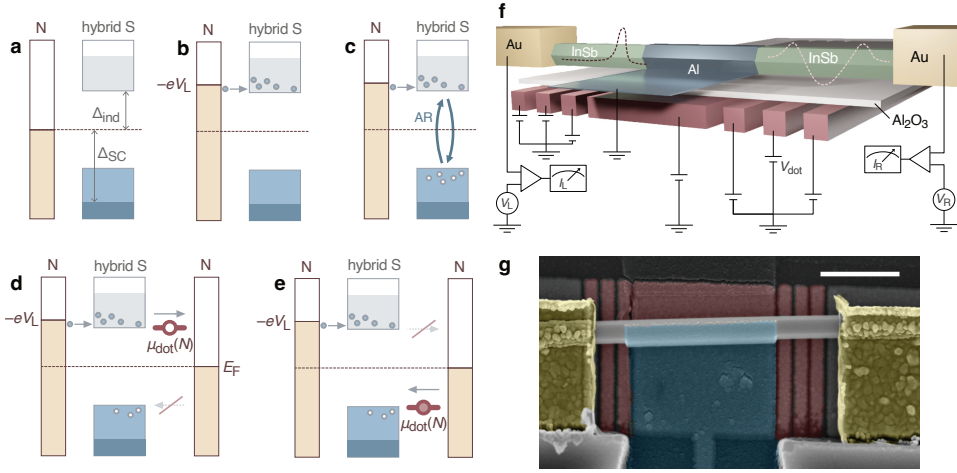 a
N
hybrid S
Δind
ΔSC
b
N
hybrid S
−eVL
c
N
hybrid S
AR
d
N
hybrid S
N
−eVL
μdot(N)
EF
e
N
hybrid S
N
−eVL
μdot(N)
f
Au
InSb
Al
InSb
Au
Al2O3
IL
VL
Vdot
IR
VR
g